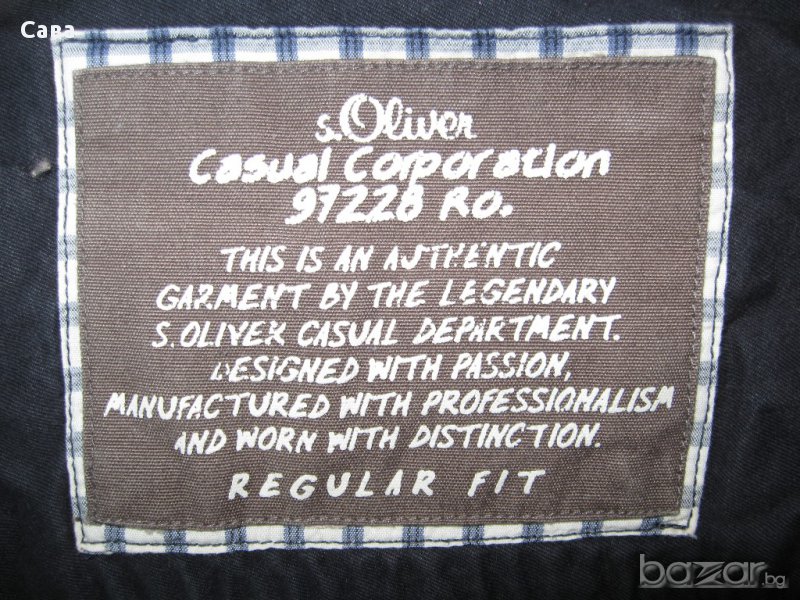 Сара
s.Oliver
Casual Corporation
97228 Ro.
THIS IS AN AUTHENTIC
GARMENT BY THE LEGENDARY
S.OLIVER CASUAL DEPARTMENT.
DESIGNED WITH PASSION,
MANUFACTURED WITH PROFESSIONALISM
AND WORN WITH DISTINCTION.
REGULAR FIT
bazar.bg